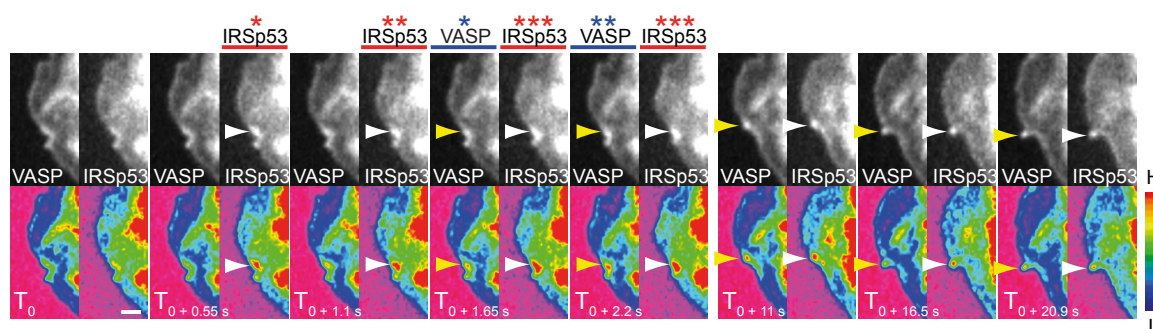 * ** * *** ** ***
IRSp53 IRSp53 VASP IRSp53 VASP IRSp53
VASP IRSp53 VASP IRSp53 VASP IRSp53 VASP IRSp53 VASP IRSp53 VASP IRSp53 VASP IRSp53 VASP IRSp53
H
T0 T0 + 0.55 s T0 + 1.1 s T0 + 1.65 s T0 + 2.2 s T0 + 11 s T0 + 16.5 s T0 + 20.9 s